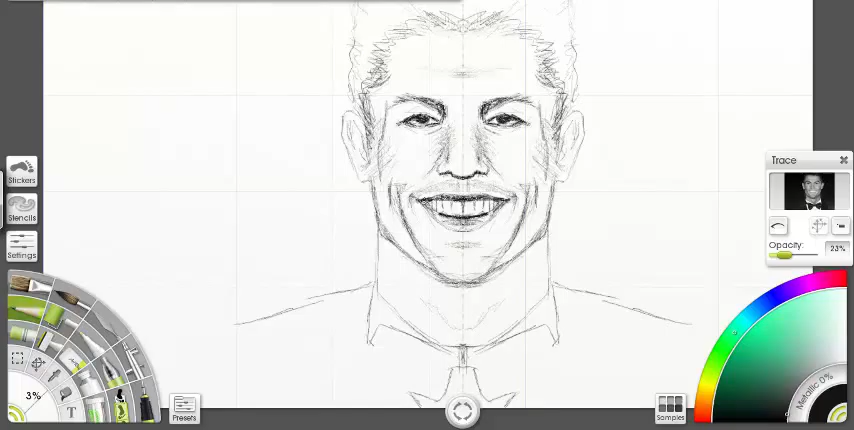 Stickers
Stencils
Settings
3%
T
Presets
Samples
Trace
Opacity:
23%
Metallic 0%